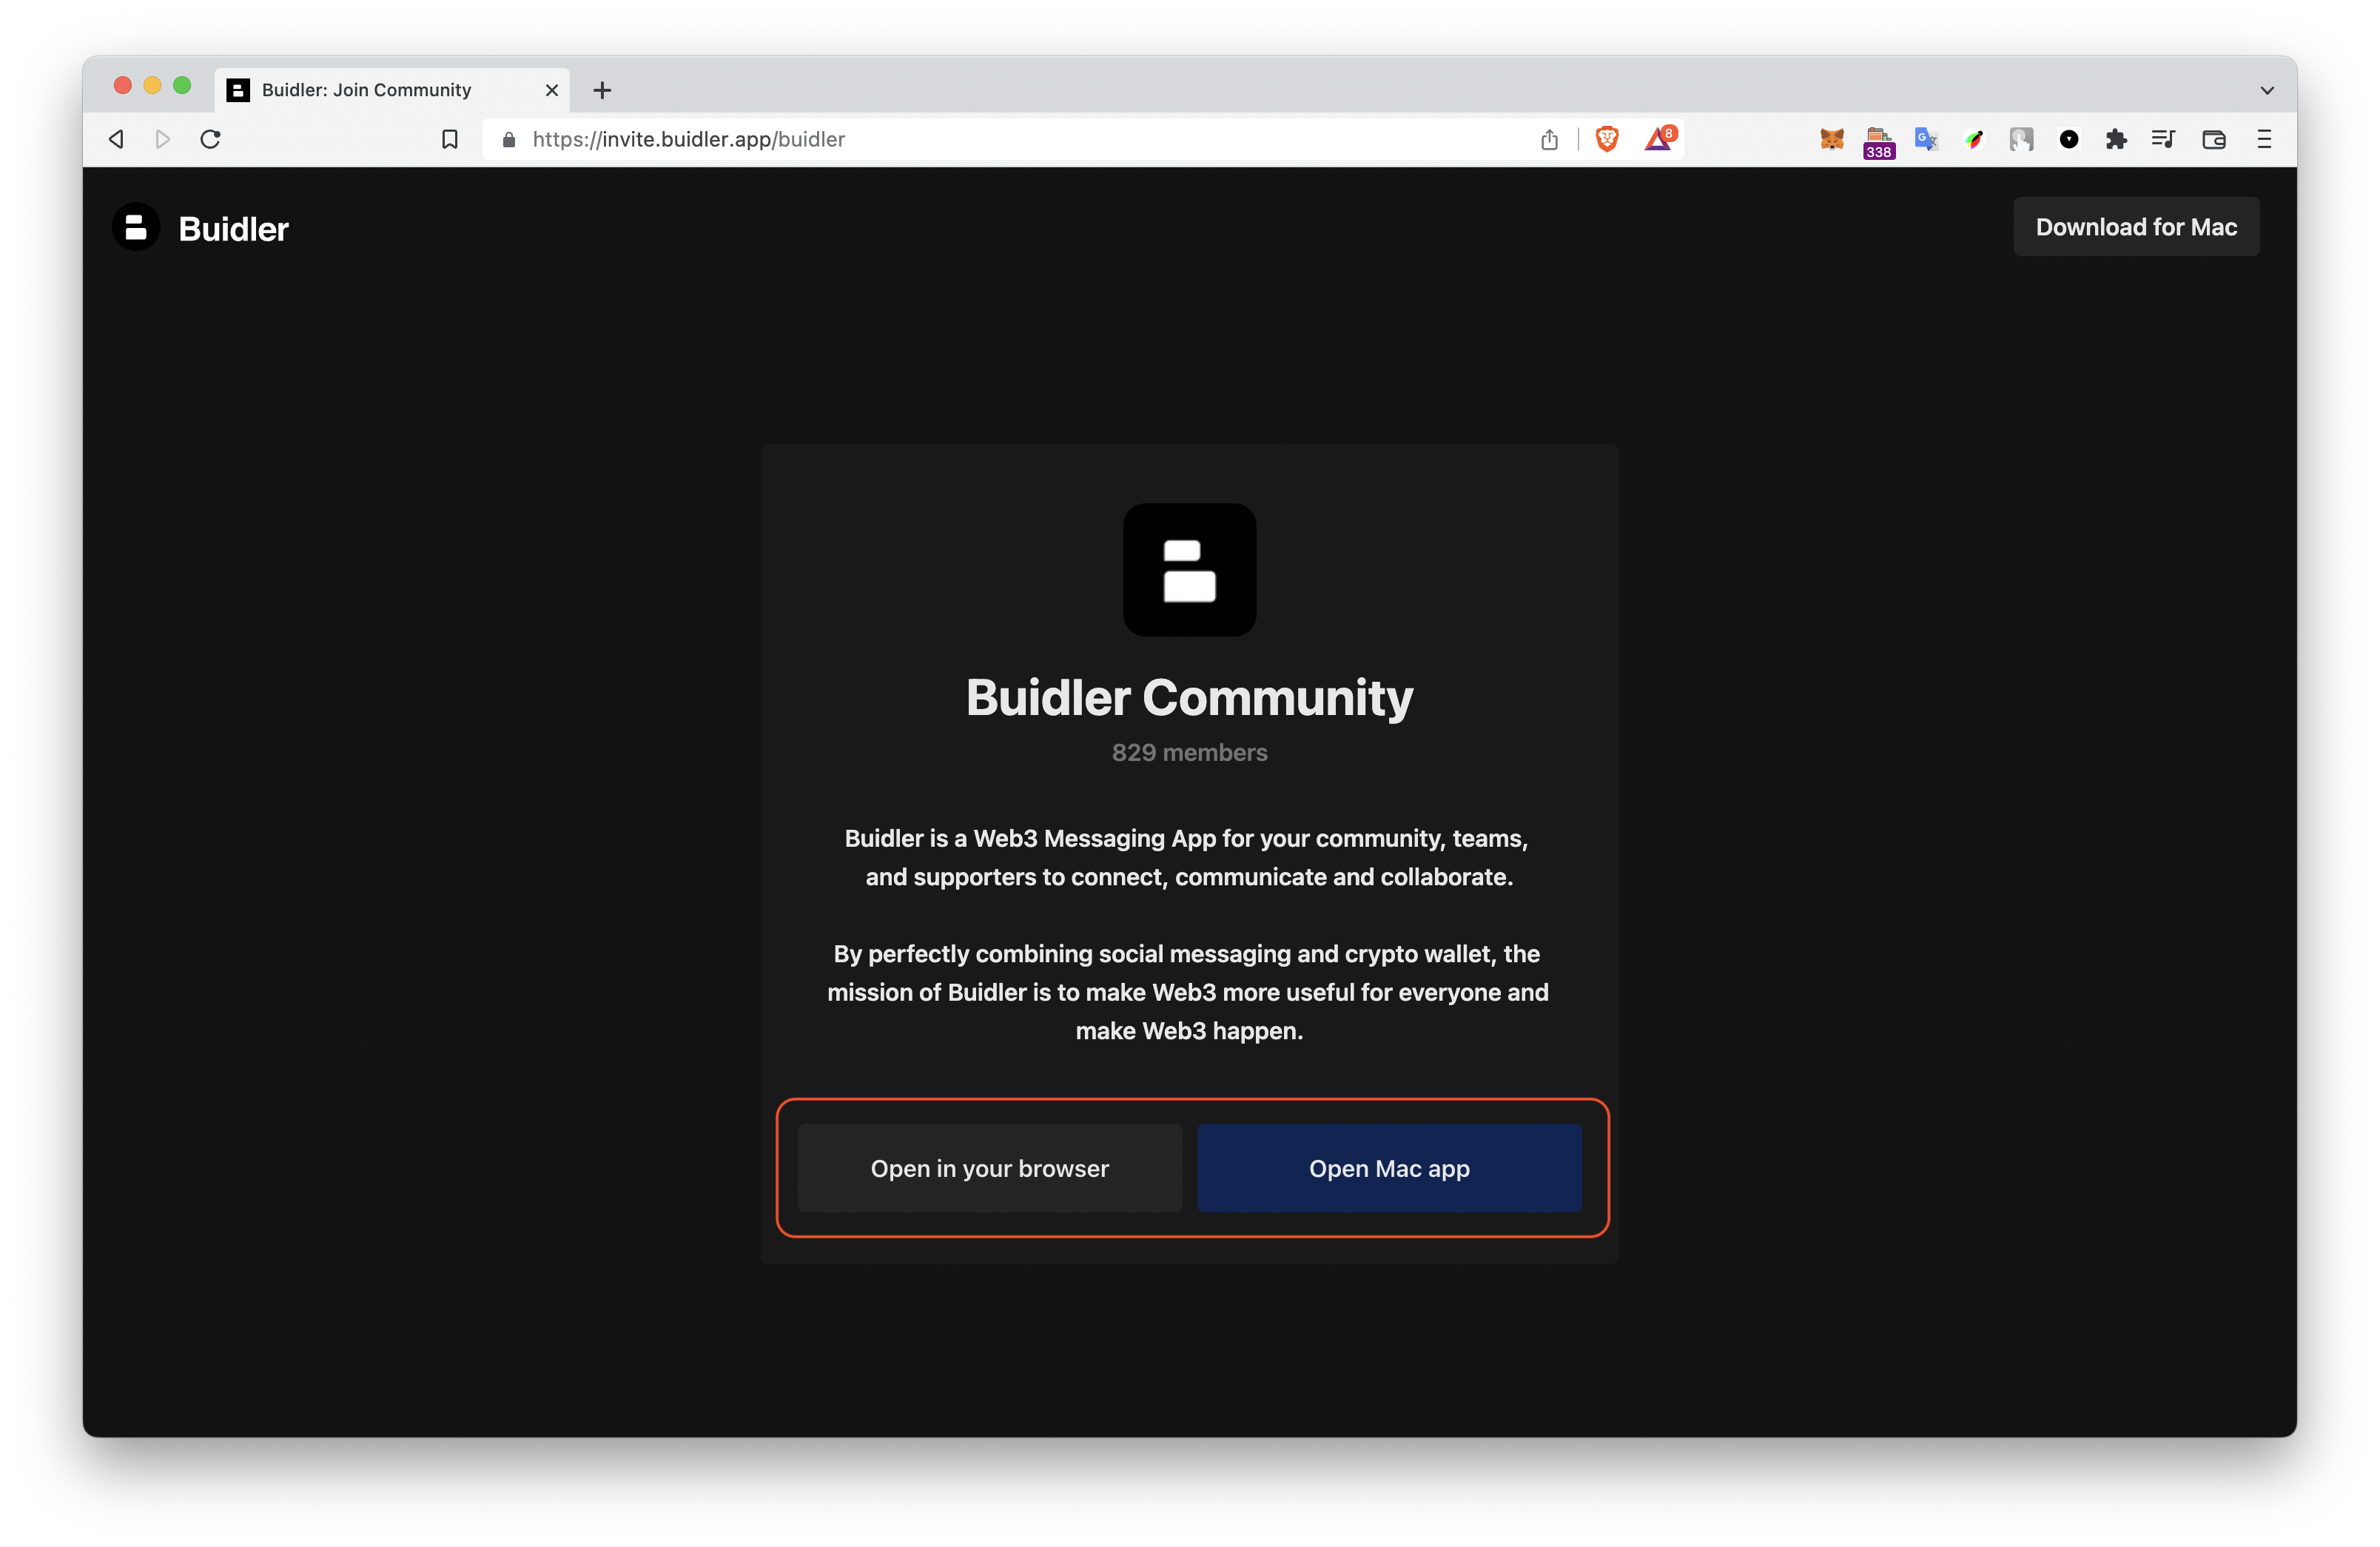 Buidler: Join Community
https://invite.buidler.app/buidler
8
338
Buidler
Download for Mac
Buidler Community
829 members
Buidler is a Web3 Messaging App for your community, teams,
and supporters to connect, communicate and collaborate.
By perfectly combining social messaging and crypto wallet, the
mission of Buidler is to make Web3 more useful for everyone and
make Web3 happen.
Open in your browser
Open Mac app